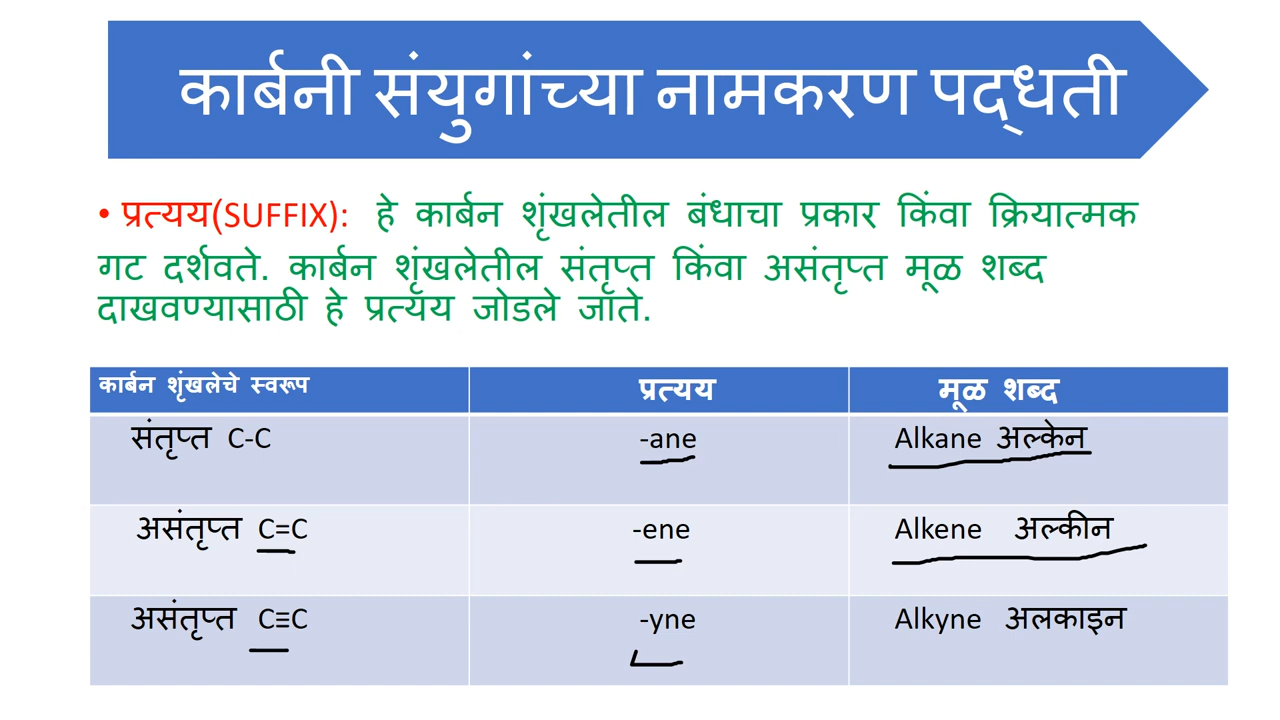 कार्बनी संयुगांच्या नामकरण पद्धती
• प्रत्यय(SUFFIX): हे कार्बन शृंखलेतील बंधाचा प्रकार किंवा क्रियात्मक
गट दर्शवते. कार्बन शृंखलेतील संतृप्त किंवा असंतृप्त मूळ शब्द
दाखवण्यासाठी हे प्रत्यय जोडले जाते.
कार्बन शृंखलेचे स्वरूप प्रत्यय मूळ शब्द
संतृप्त C-C -ane Alkane अल्केन
असंतृप्त C=C -ene Alkene अल्कीन
असंतृप्त C≡C -yne Alkyne अलकाइन